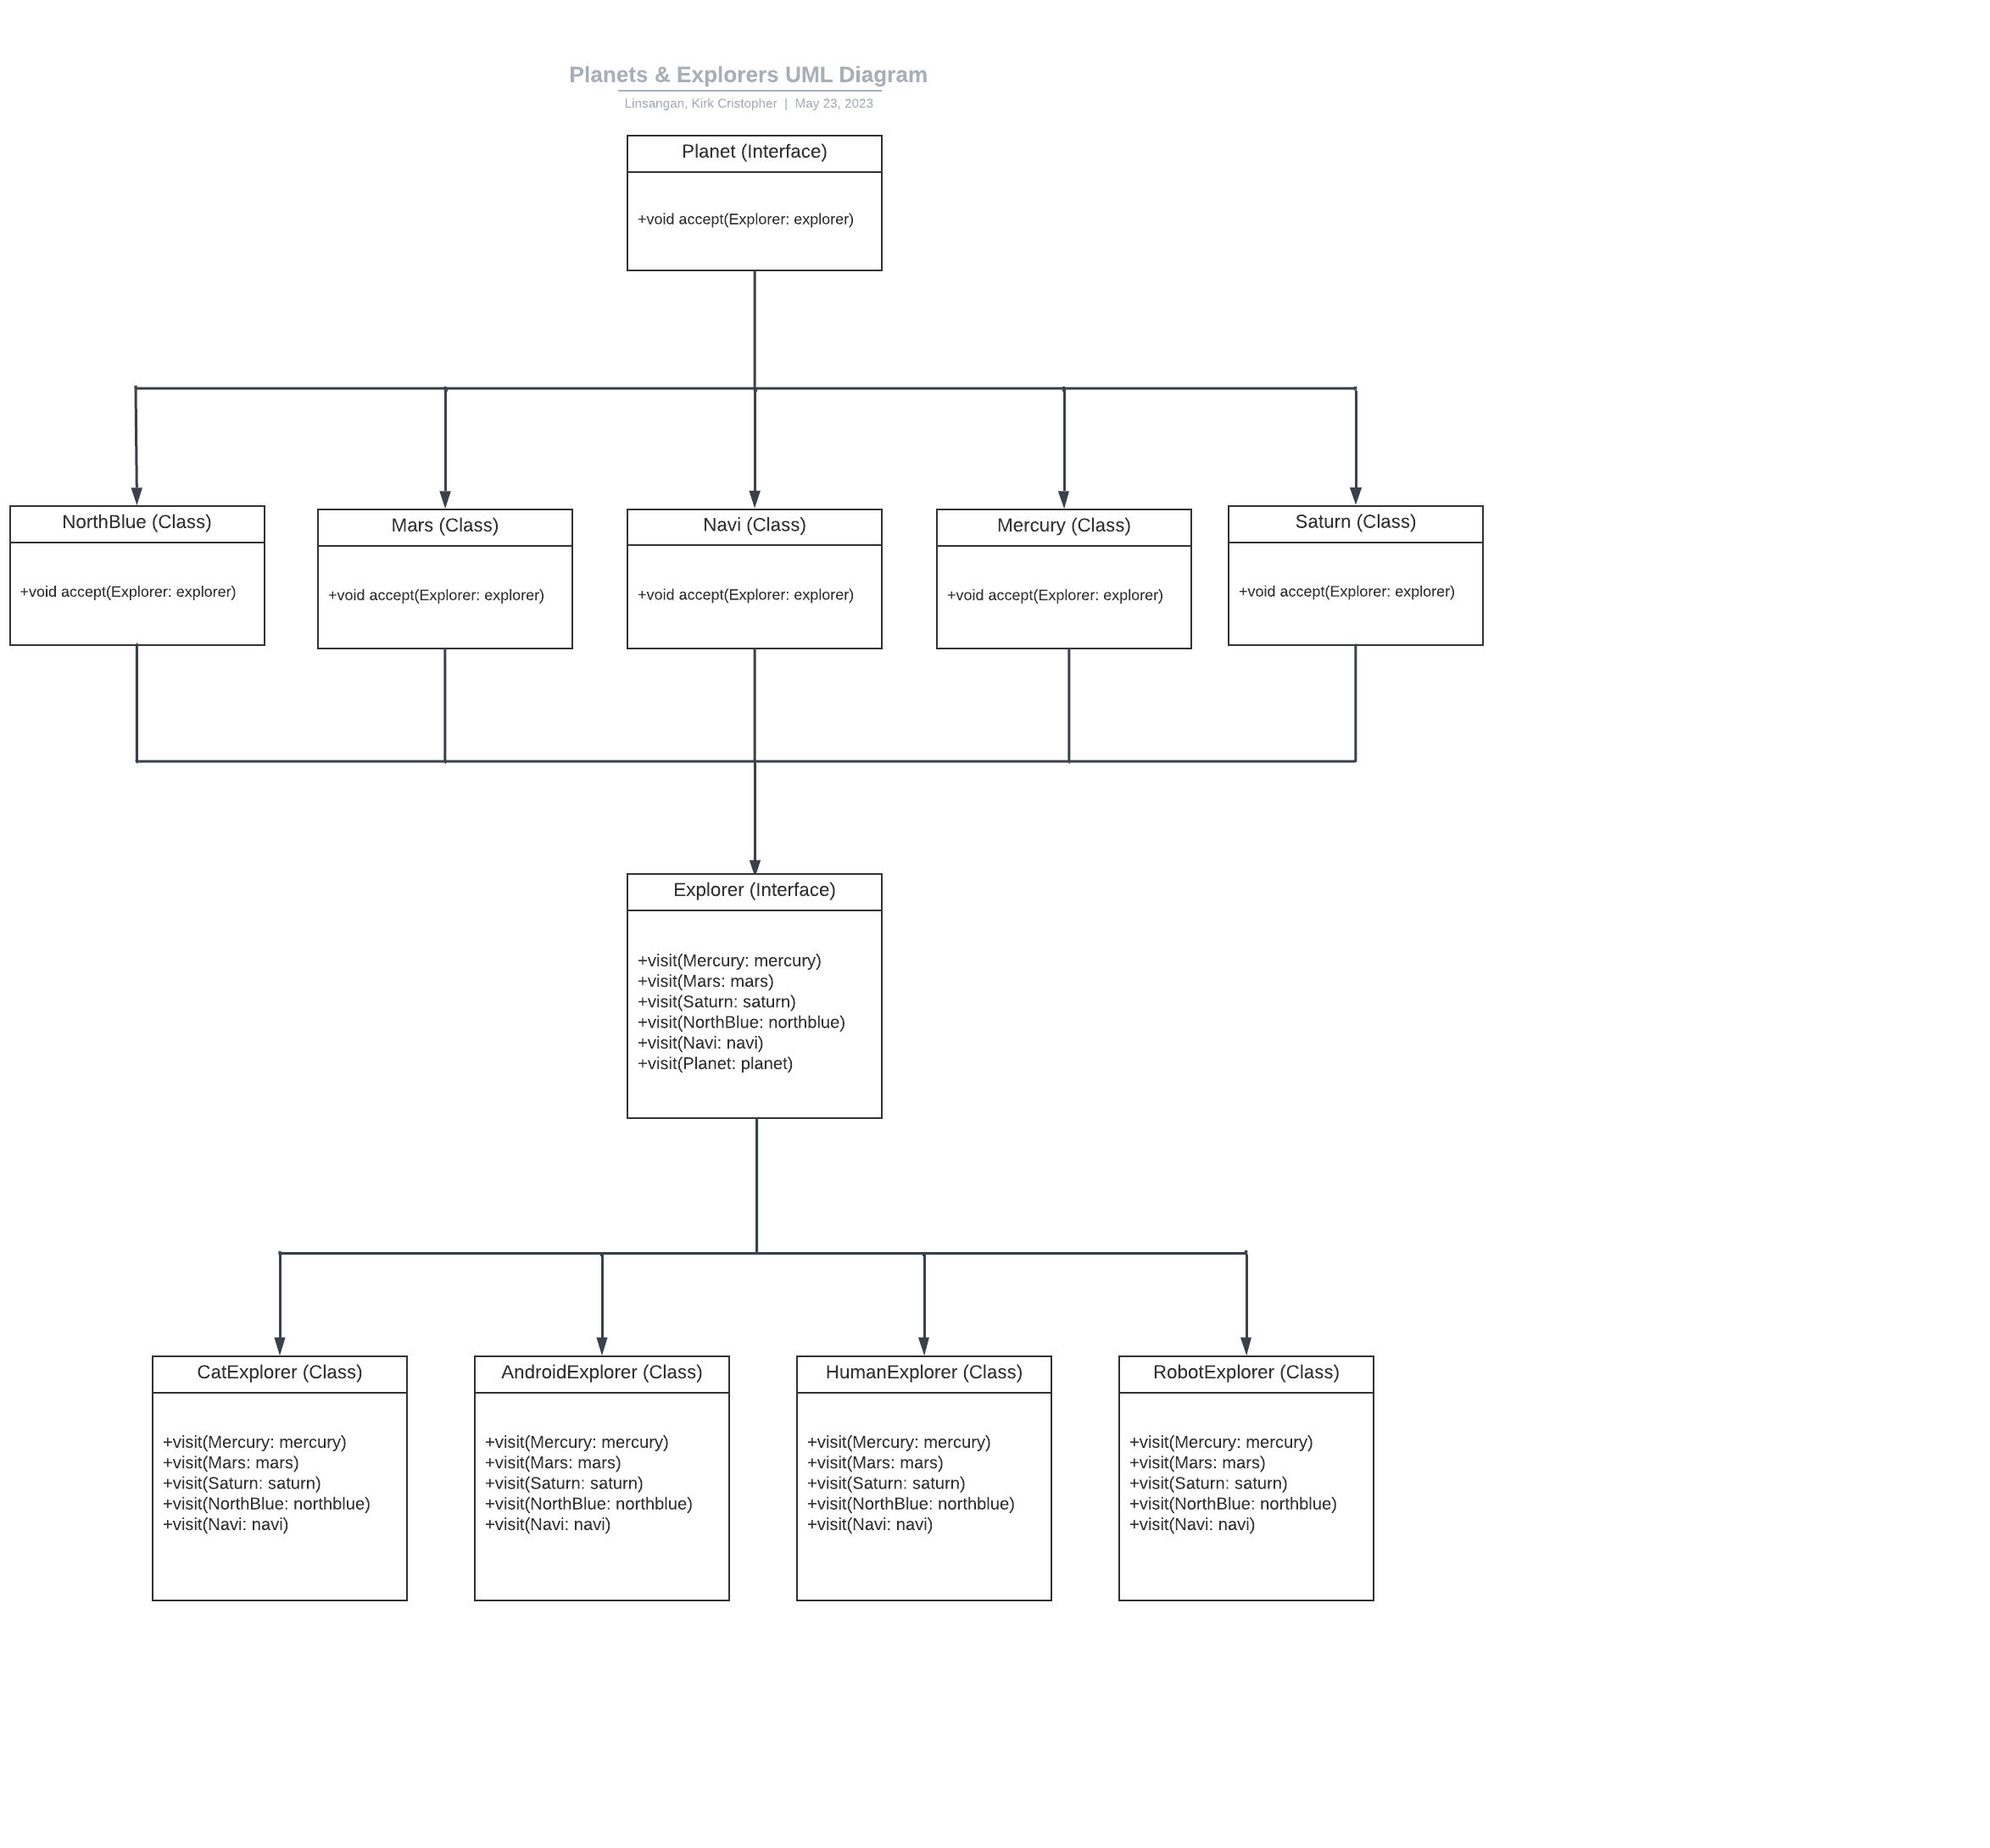 Planets & Explorers UML Diagram
Linsangan, Kirk Cristopher | May 23, 2023
Planet (Interface)
+void accept(Explorer: explorer)
NorthBlue (Class)
+void accept(Explorer: explorer)
Mars (Class)
+void accept(Explorer: explorer)
Navi (Class)
+void accept(Explorer: explorer)
Mercury (Class)
+void accept(Explorer: explorer)
Saturn (Class)
+void accept(Explorer: explorer)
Explorer (Interface)
+visit(Mercury: mercury)
+visit(Mars: mars)
+visit(Saturn: saturn)
+visit(NorthBlue: northblue)
+visit(Navi: navi)
+visit(Planet: planet)
CatExplorer (Class)
+visit(Mercury: mercury)
+visit(Mars: mars)
+visit(Saturn: saturn)
+visit(NorthBlue: northblue)
+visit(Navi: navi)
AndroidExplorer (Class)
+visit(Mercury: mercury)
+visit(Mars: mars)
+visit(Saturn: saturn)
+visit(NorthBlue: northblue)
+visit(Navi: navi)
HumanExplorer (Class)
+visit(Mercury: mercury)
+visit(Mars: mars)
+visit(Saturn: saturn)
+visit(NorthBlue: northblue)
+visit(Navi: navi)
RobotExplorer (Class)
+visit(Mercury: mercury)
+visit(Mars: mars)
+visit(Saturn: saturn)
+visit(NorthBlue: northblue)
+visit(Navi: navi)